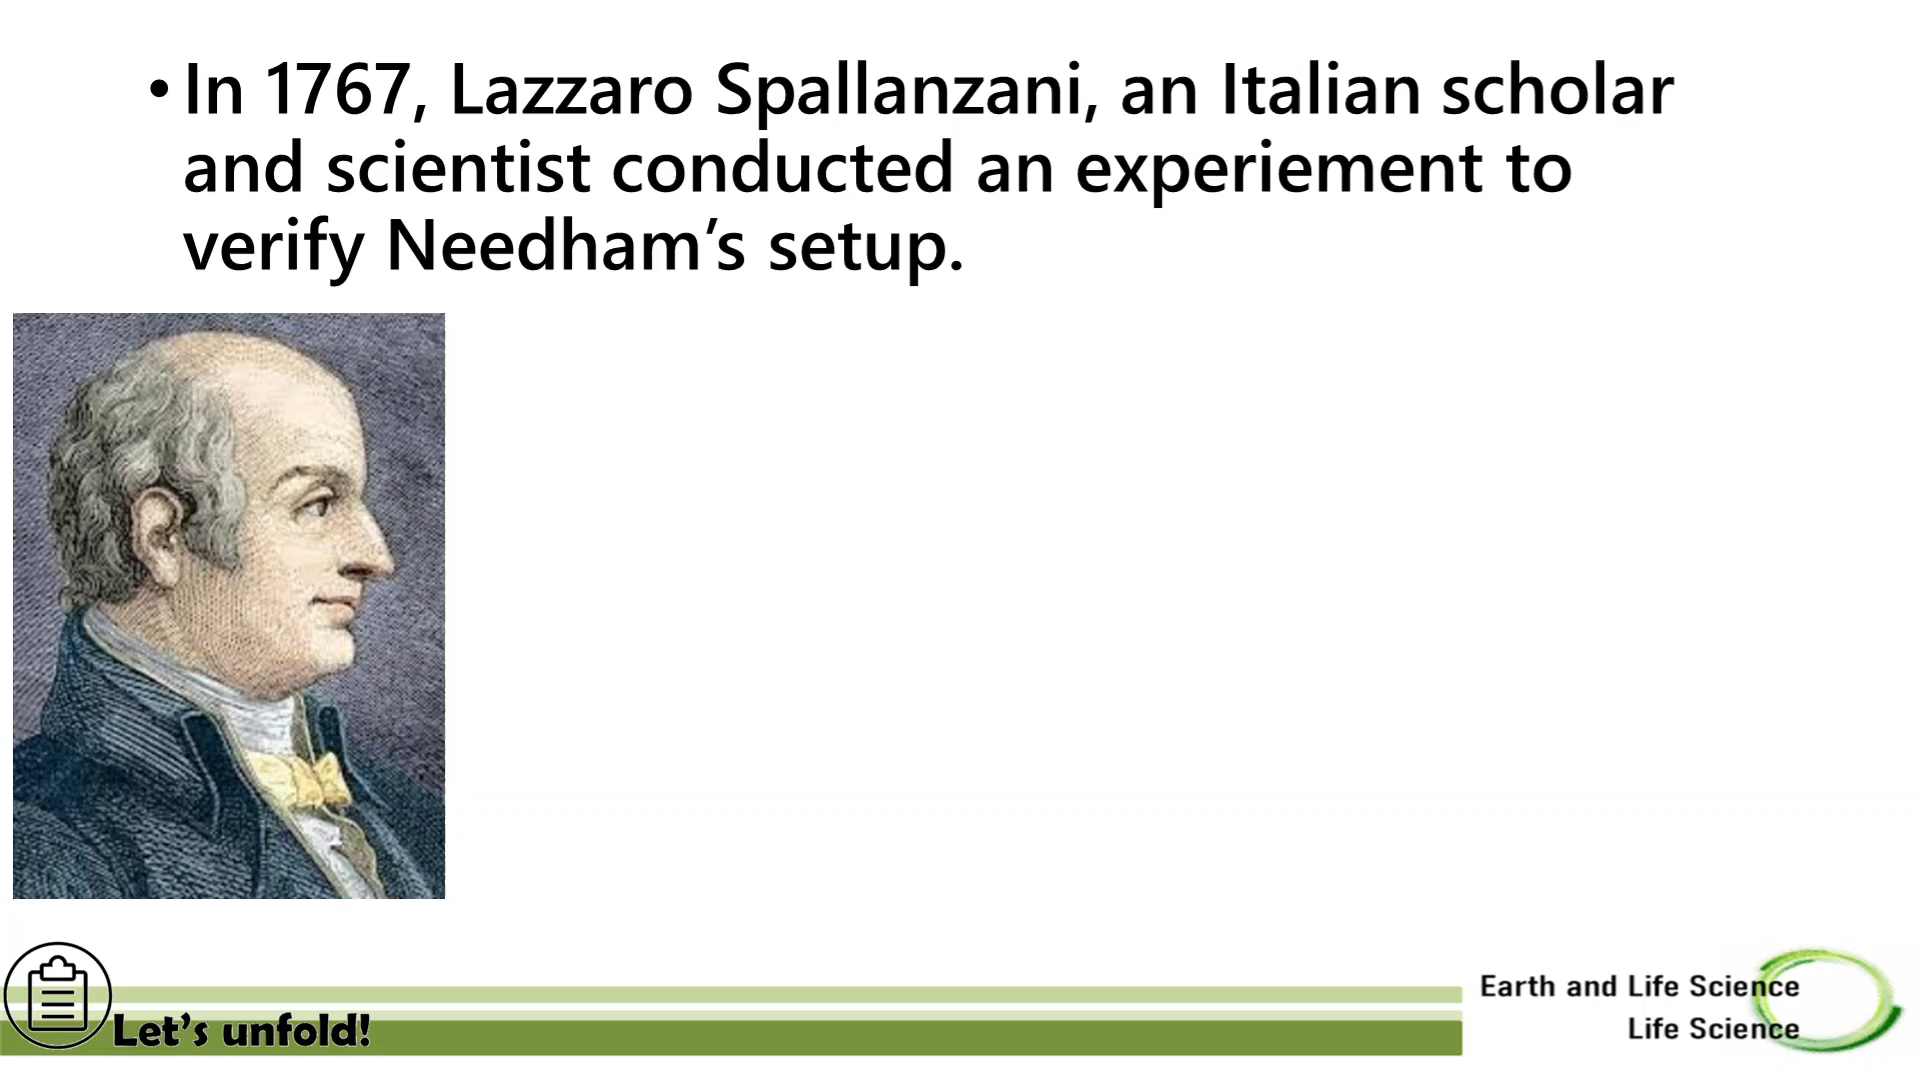 • In 1767, Lazzaro Spallanzani, an Italian scholar
and scientist conducted an experiement to
verify Needham’s setup.
Let’s unfold!
Earth and Life Science
Life Science